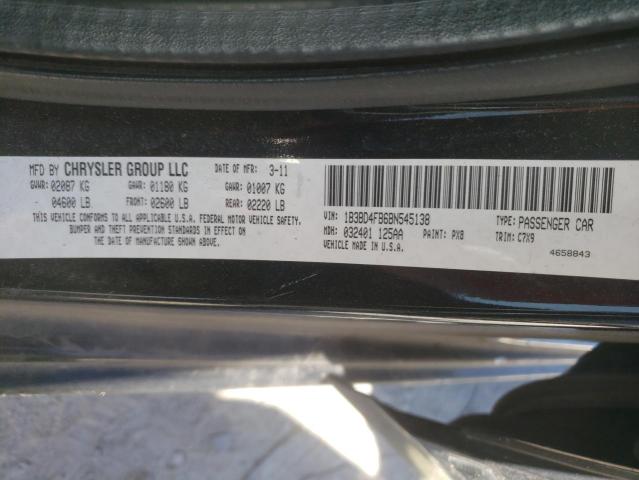 MFD BY CHRYSLER GROUP LLC DATE OF MFR: 3-11
GVWR: 02087 KG GAWR: 01180 KG GAWR: 01007 KG
04600 LB FRONT: 02600 LB REAR: 02220 LB
THIS VEHICLE CONFORMS TO ALL APPLICABLE U.S.A. FEDERAL MOTOR VEHICLE SAFETY,
BUMPER AND THEFT PREVENTION STANDARDS IN EFFECT ON
THE DATE OF MANUFACTURE SHOWN ABOVE.
VIN: 1B3BD4FB6BN545138 TYPE: PASSENGER CAR
MDH: 032401 125AA PAINT: PX8 TRIM: C7X9
VEHICLE MADE IN U.S.A.
4658843